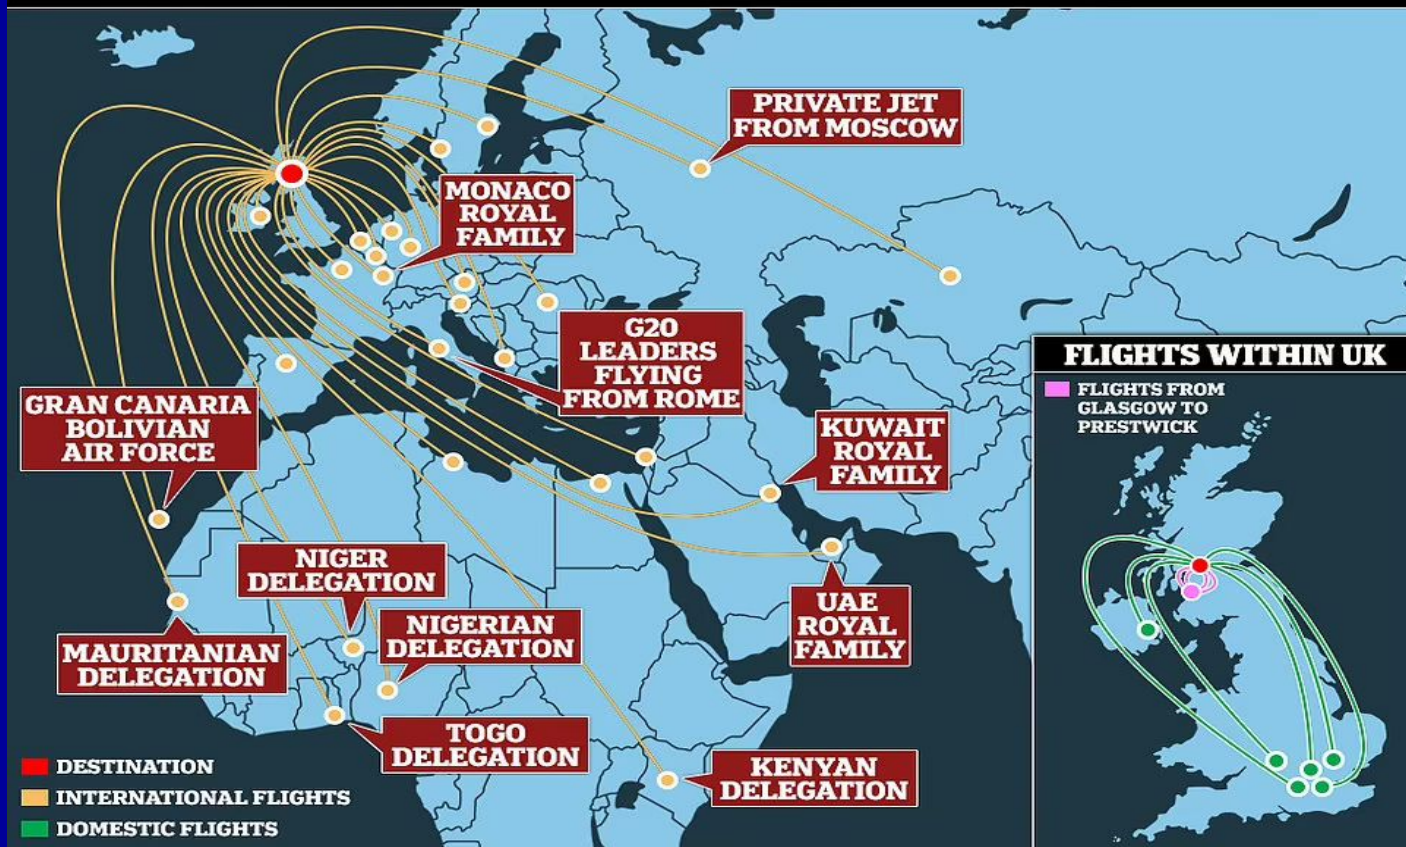 PRIVATE JET
FROM MOSCOW
MONACO
ROYAL
FAMILY
G20
LEADERS
FLYING
FROM ROME
GRAN CANARIA
BOLIVIAN
AIR FORCE
KUWAIT
ROYAL
FAMILY
NIGER
DELEGATION
NIGERIAN
DELEGATION
UAE
ROYAL
FAMILY
MAURITANIAN
DELEGATION
TOGO
DELEGATION
KENYAN
DELEGATION
DESTINATION
INTERNATIONAL FLIGHTS
DOMESTIC FLIGHTS
FLIGHTS WITHIN UK
FLIGHTS FROM
GLASGOW TO
PRESTWICK